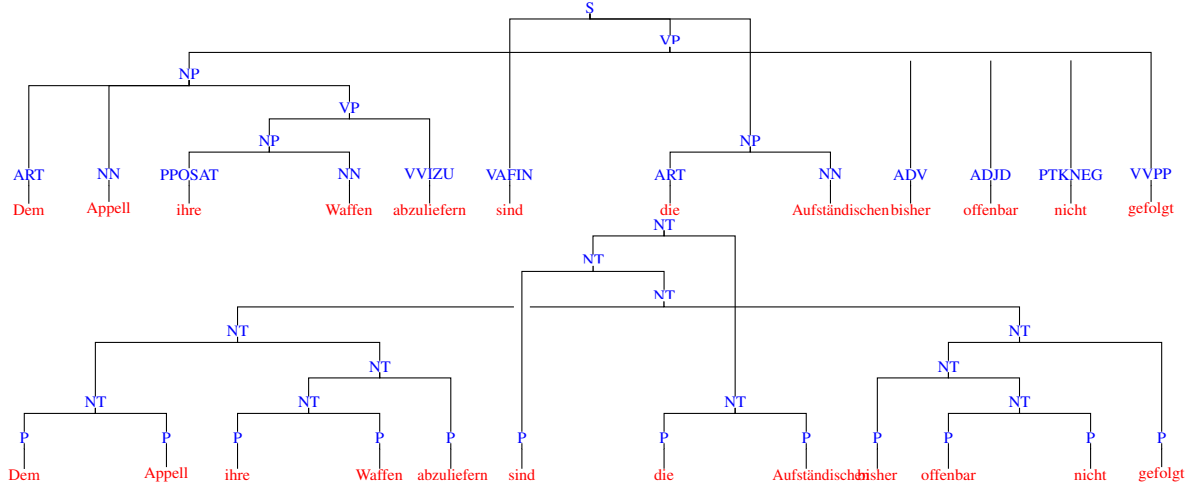 S
VP
NP
VP
NP NP
ART NN PPOSAT NN VVIZU VAFIN ART NN ADV ADJD PTKNEG VVPP
Dem Appell ihre Waffen abzuliefern sind die Aufständischen bisher offenbar nicht gefolgt
NT
NT
NT
NT NT
NT NT
NT NT NT NT
P P P P P P P P P P P P
Dem Appell ihre Waffen abzuliefern sind die Aufständischen bisher offenbar nicht gefolgt